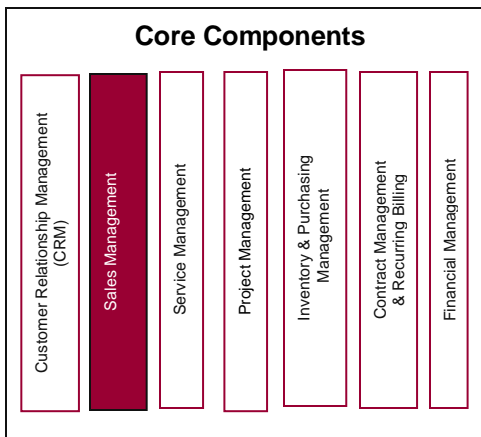 Core Components
Customer Relationship Management
(CRM)
Sales Management
Service Management
Project Management
Inventory & Purchasing
Management
Contract Management
& Recurring Billing
Financial Management